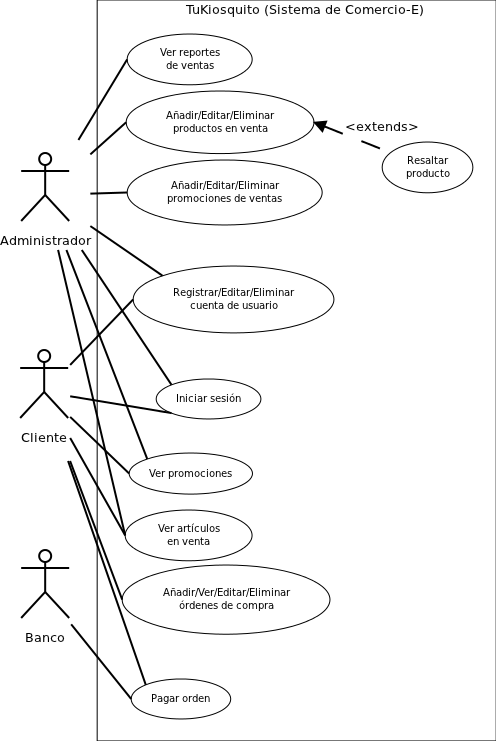 TuKiosquito (Sistema de Comercio-E)
Ver reportes
de ventas
Añadir/Editar/Eliminar
productos en venta
<extends>
Resaltar
producto
Añadir/Editar/Eliminar
promociones de ventas
Administrador
Registrar/Editar/Eliminar
cuenta de usuario
Iniciar sesión
Cliente
Ver promociones
Ver artículos
en venta
Añadir/Ver/Editar/Eliminar
órdenes de compra
Banco
Pagar orden